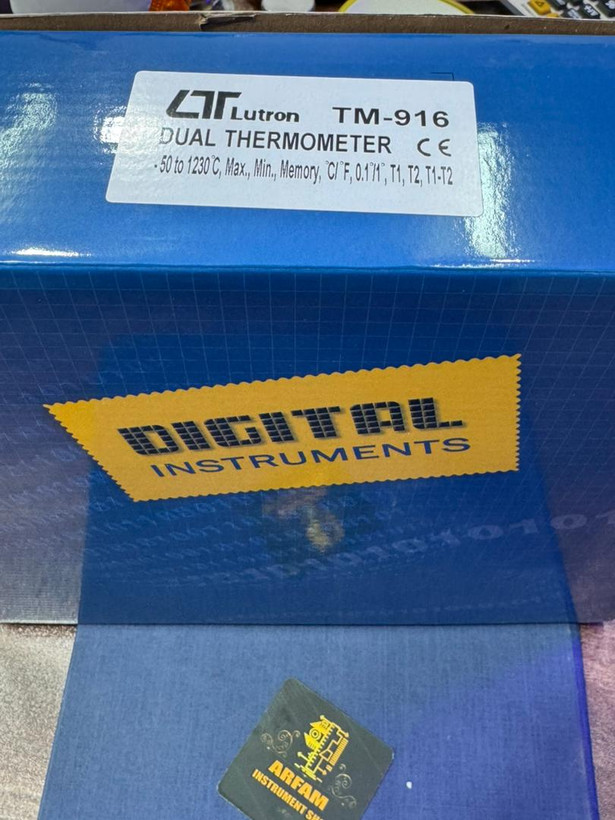 LT Lutron TM-916
DUAL THERMOMETER CE
- 50 to 1230℃, Max., Min., Memory, ℃/℉, 0.1°/1°, T1, T2, T1-T2
DIGITAL
INSTRUMENTS
ARFAM
INSTRUMENT